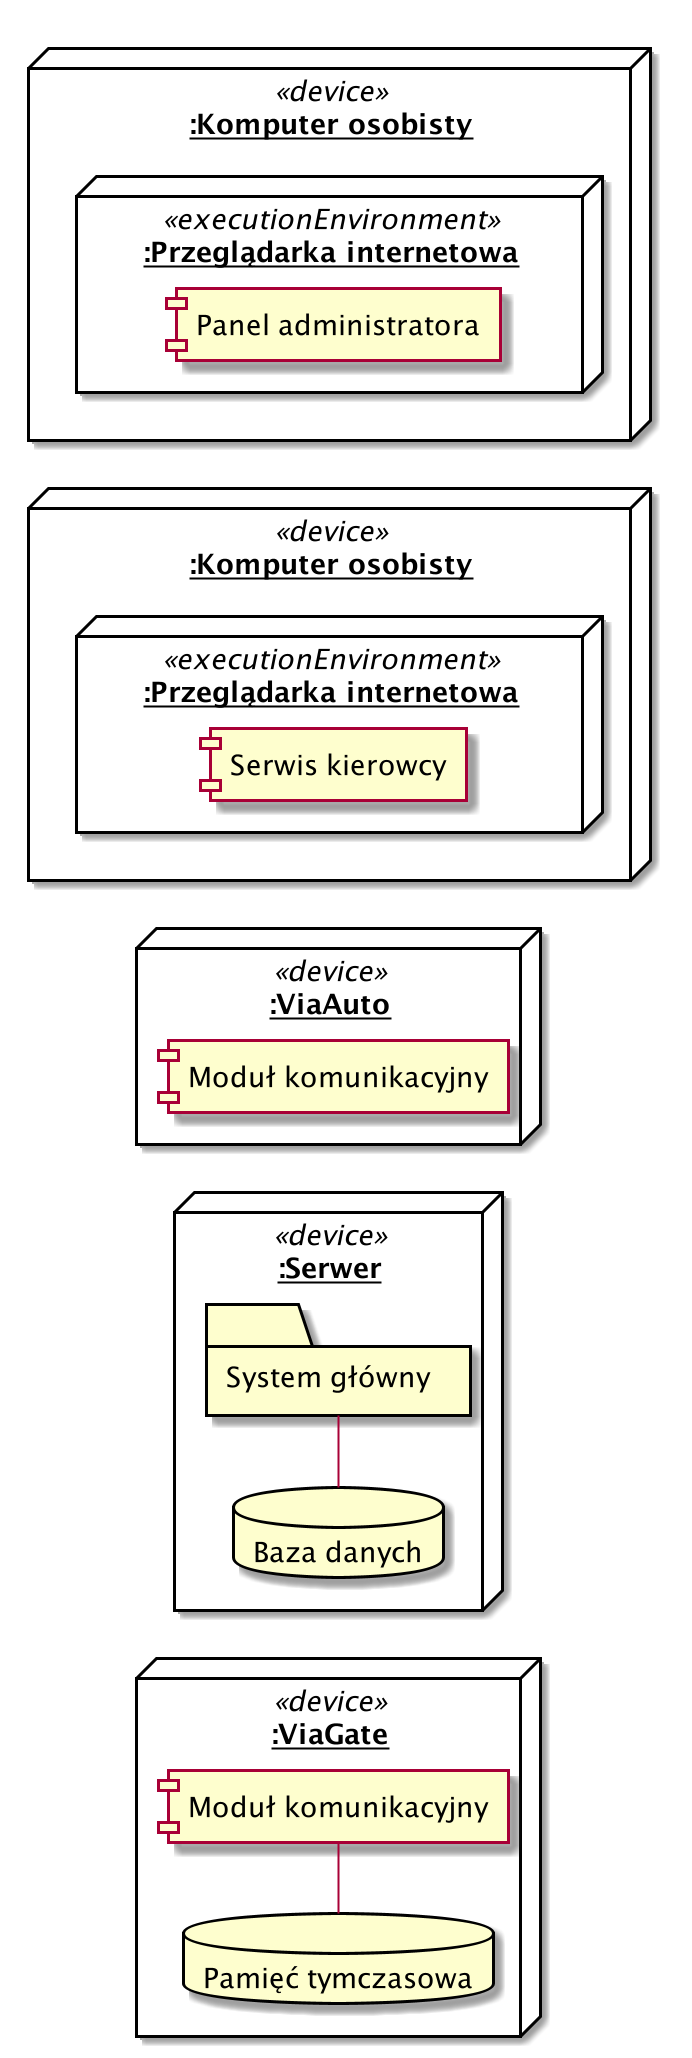 «device»
:Komputer osobisty
«executionEnvironment»
:Przeglądarka internetowa
Panel administratora
«device»
:Komputer osobisty
«executionEnvironment»
:Przeglądarka internetowa
Serwis kierowcy
«device»
:ViaAuto
Moduł komunikacyjny
«device»
:Serwer
System główny
Baza danych
«device»
:ViaGate
Moduł komunikacyjny
Pamięć tymczasowa